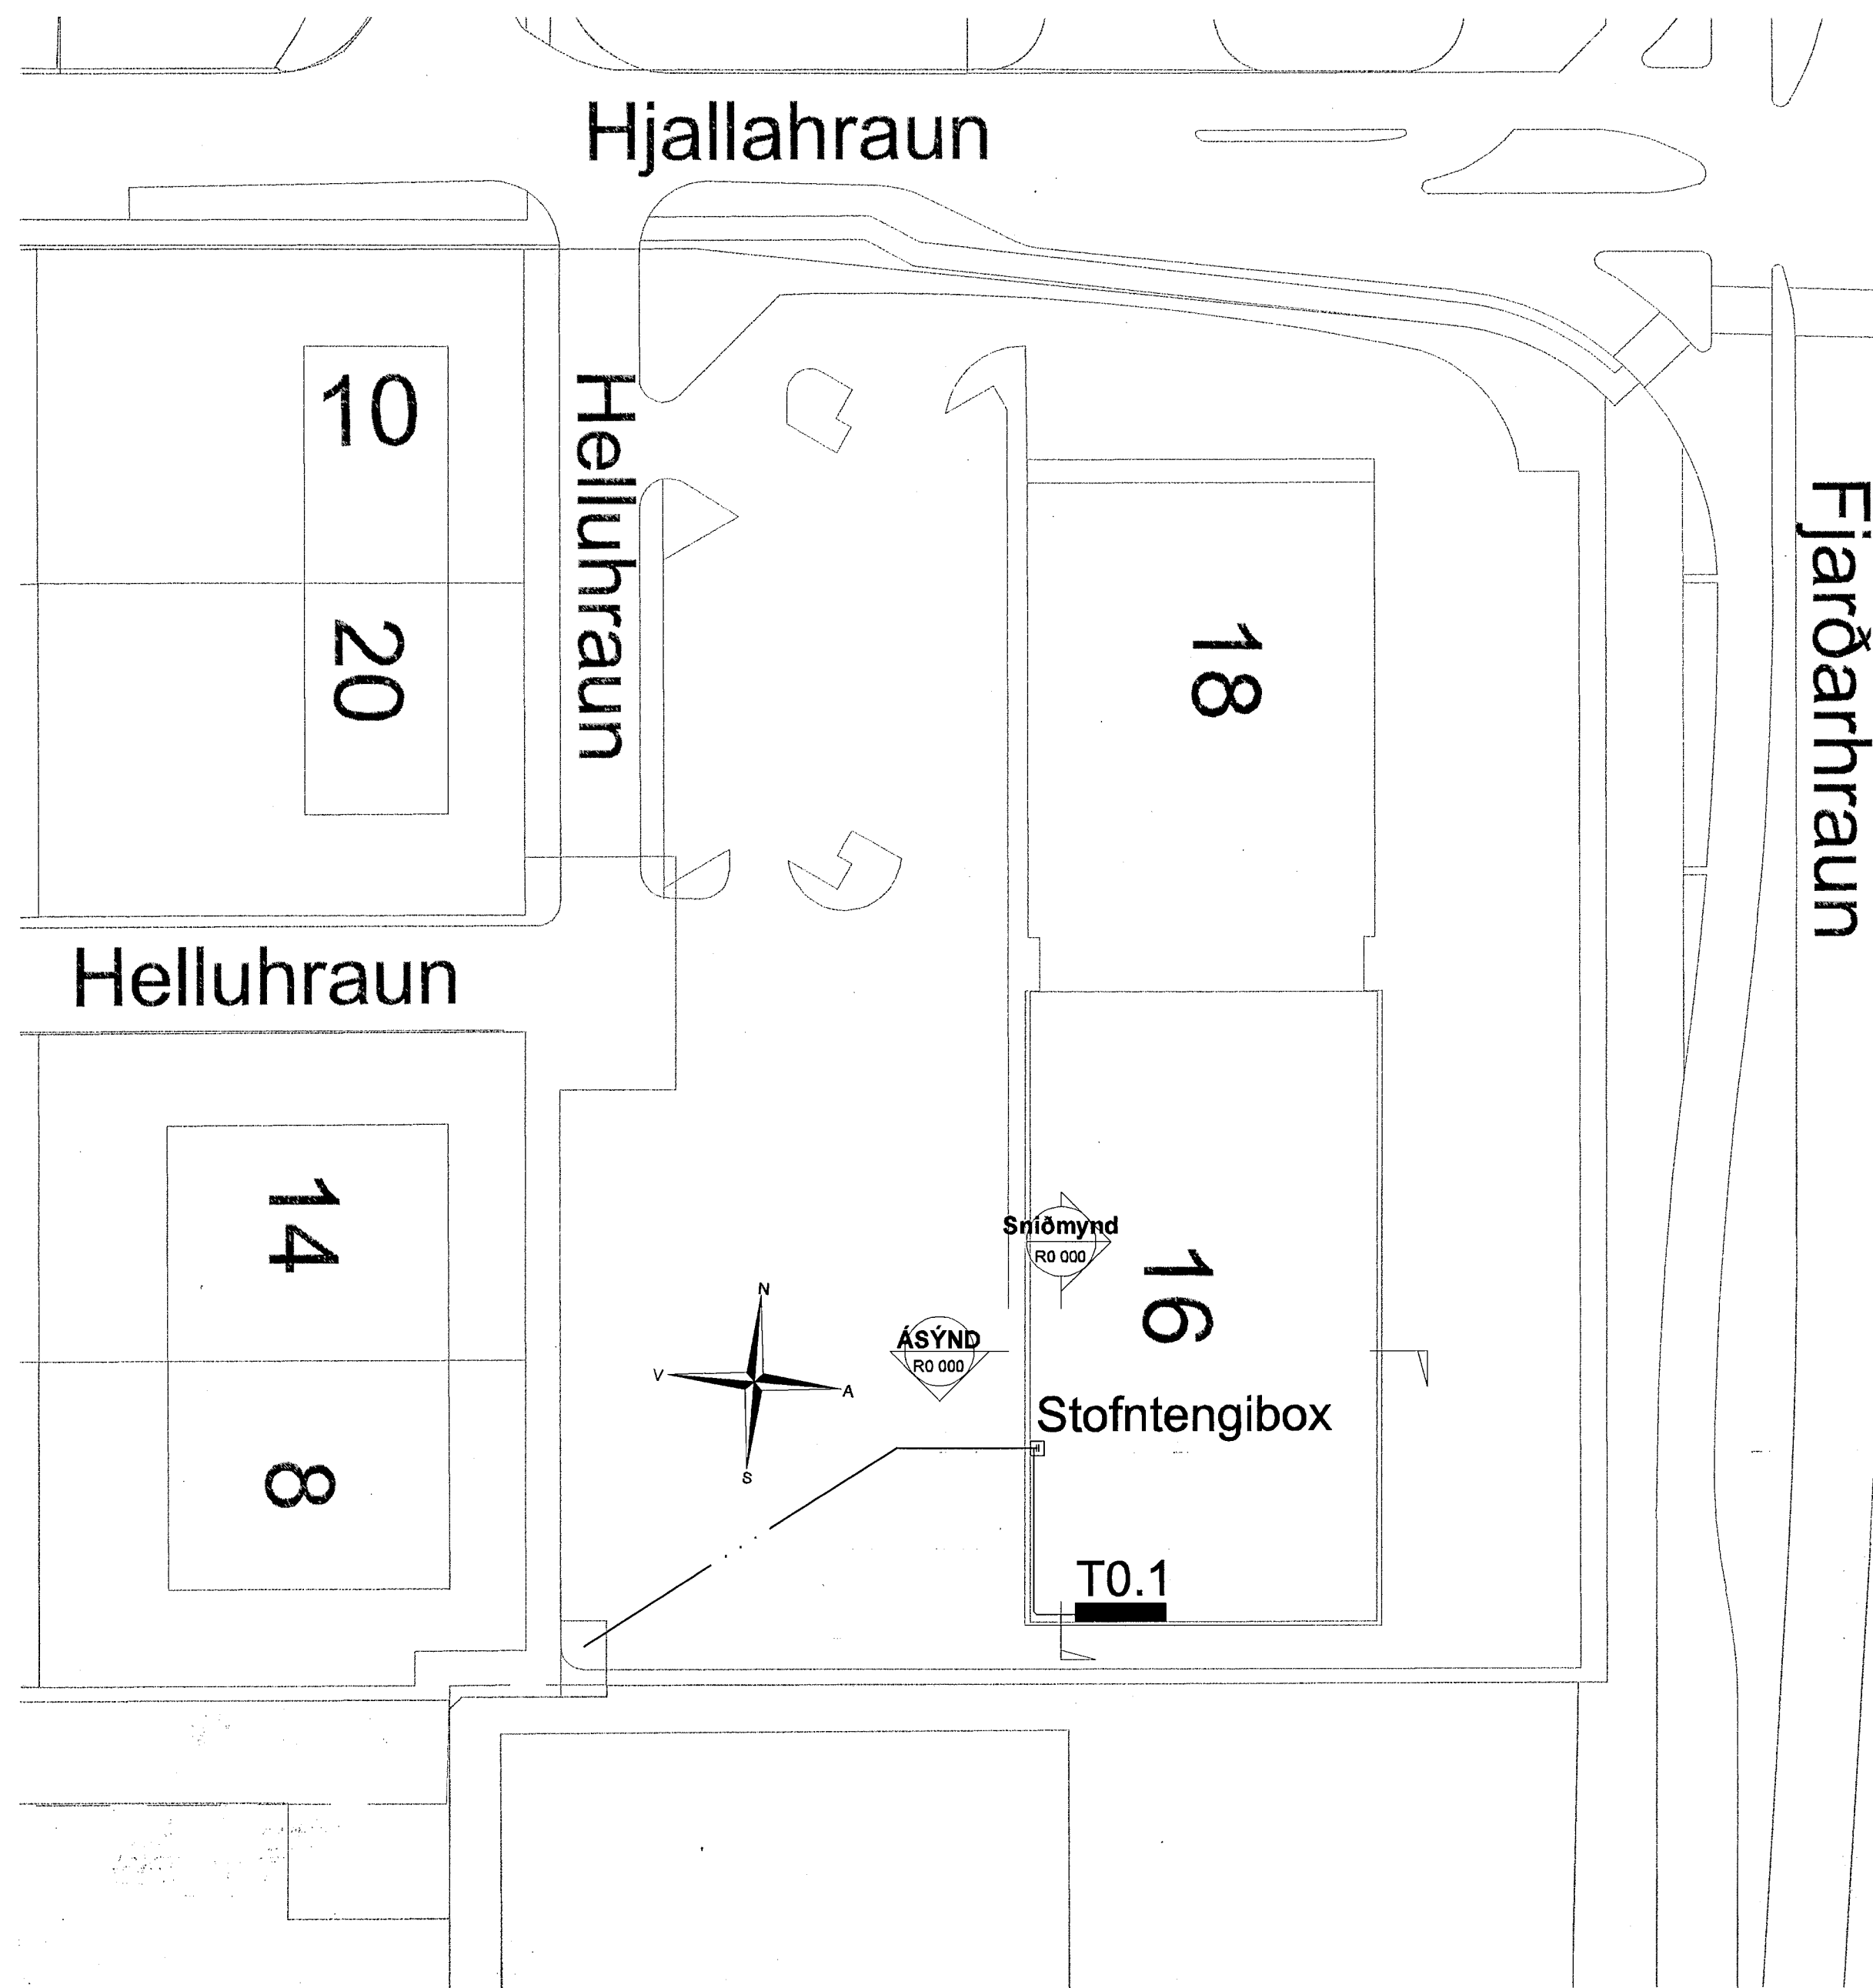 Hjallahraun
10
20
Helluhraun
18
Fjarðarhraun
Helluhraun
14
8
Sniðmynd
R0 000
16
N
V
A
S
ÁSÝND
R0 000
Stofntengibox
T0.1